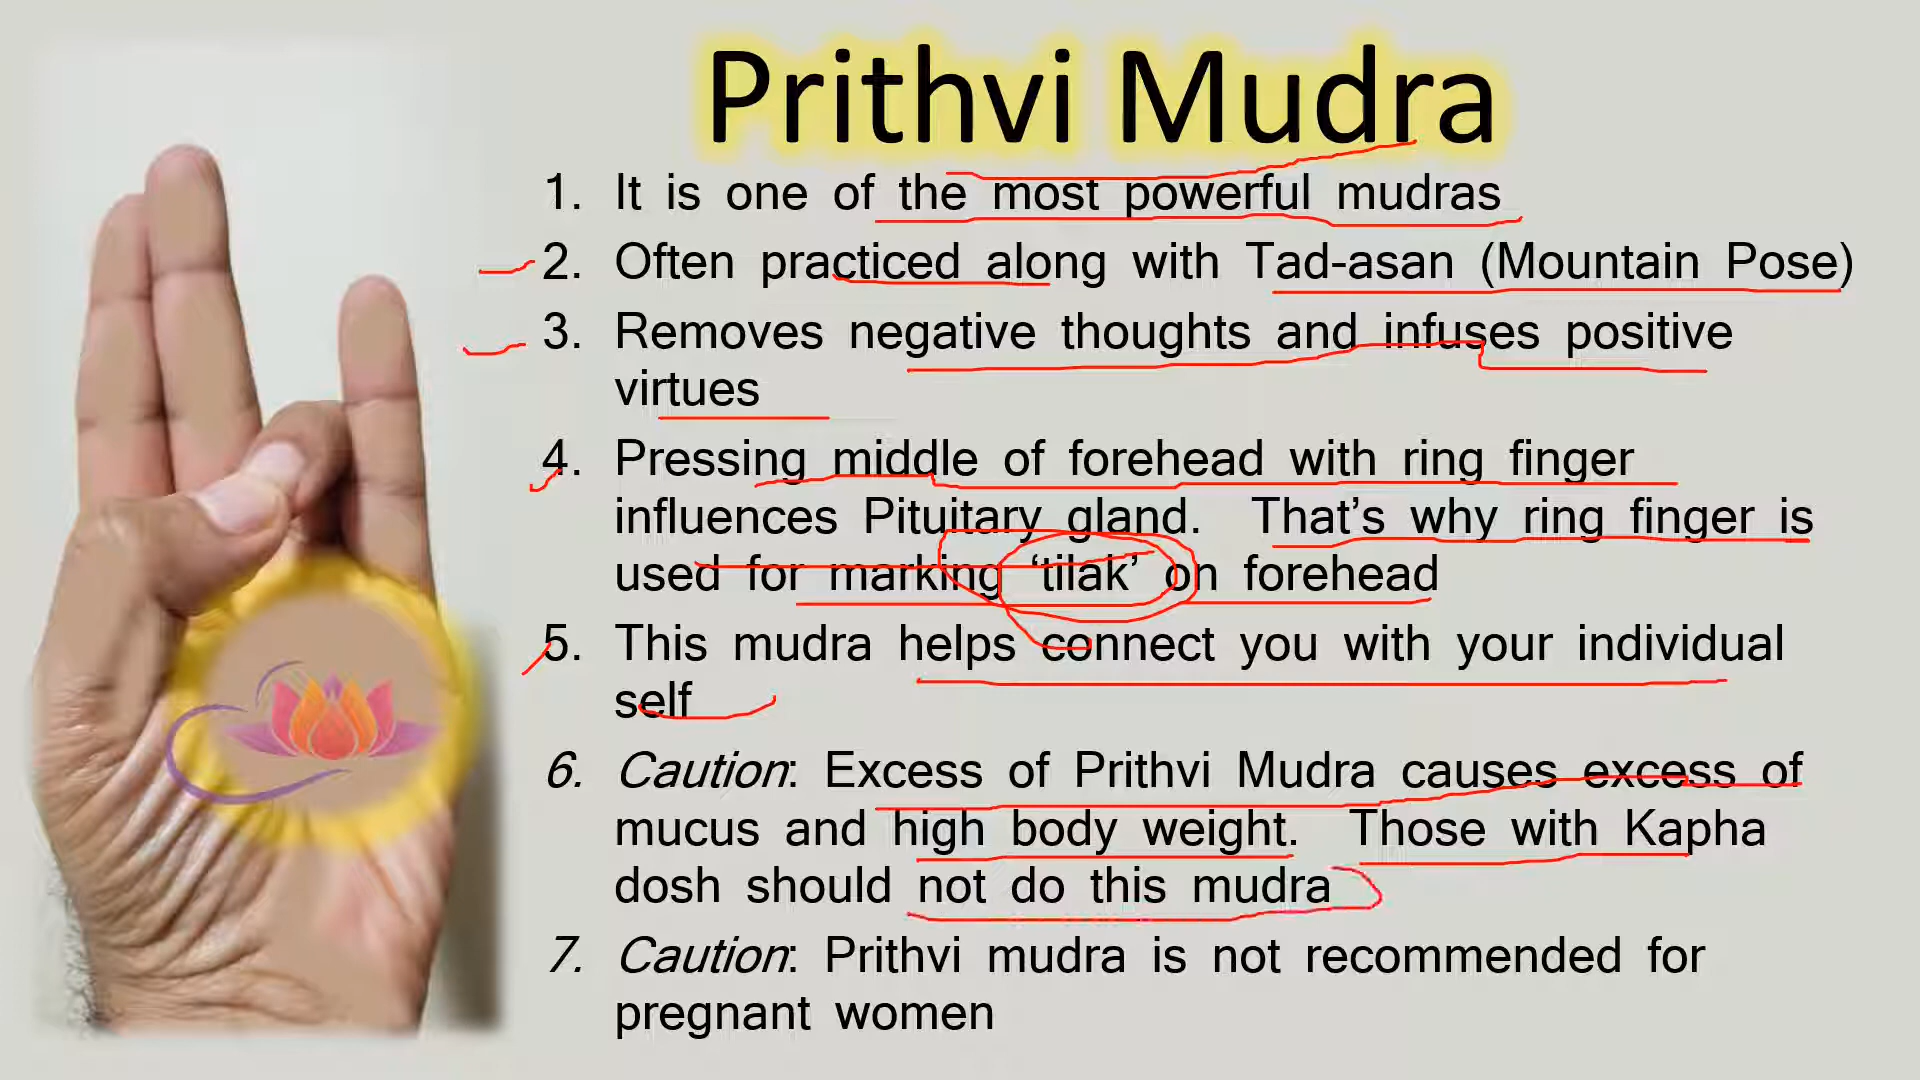 Prithvi Mudra
1. It is one of the most powerful mudras
2. Often practiced along with Tad-asan (Mountain Pose)
3. Removes negative thoughts and infuses positive
virtues
4. Pressing middle of forehead with ring finger
influences Pituitary gland. That’s why ring finger is
used for marking ‘tilak’ on forehead
5. This mudra helps connect you with your individual
self
6. Caution: Excess of Prithvi Mudra causes excess of
mucus and high body weight. Those with Kapha
dosh should not do this mudra
7. Caution: Prithvi mudra is not recommended for
pregnant women